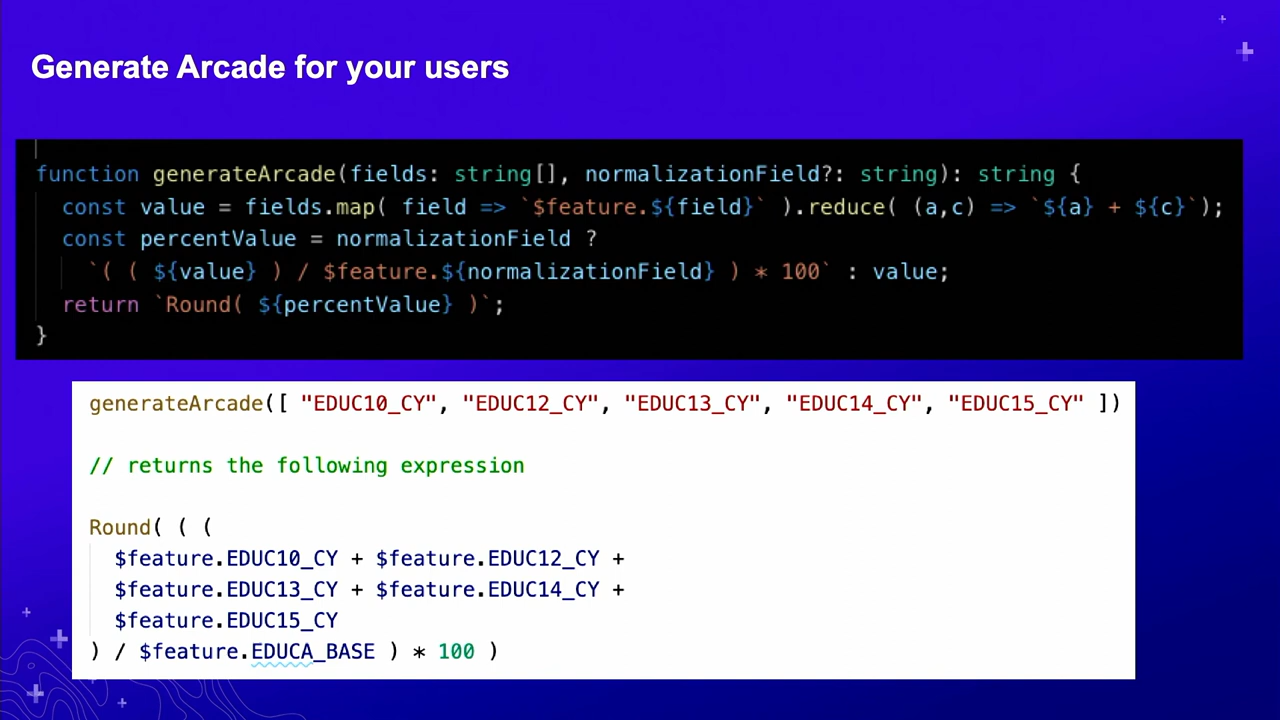 Generate Arcade for your users
function generateArcade(fields: string[], normalizationField?: string): string {
const value = fields.map( field => `$feature.${field}` ).reduce( (a,c) => `${a} + ${c}`);
const percentValue = normalizationField ?
`( ( ${value} ) / $feature.${normalizationField} ) * 100` : value;
return `Round( ${percentValue} )`;
}
generateArcade([ "EDUC10_CY", "EDUC12_CY", "EDUC13_CY", "EDUC14_CY", "EDUC15_CY" ])
// returns the following expression
Round( ( (
$feature.EDUC10_CY + $feature.EDUC12_CY +
$feature.EDUC13_CY + $feature.EDUC14_CY +
$feature.EDUC15_CY
) / $feature.EDUCA_BASE ) * 100 )